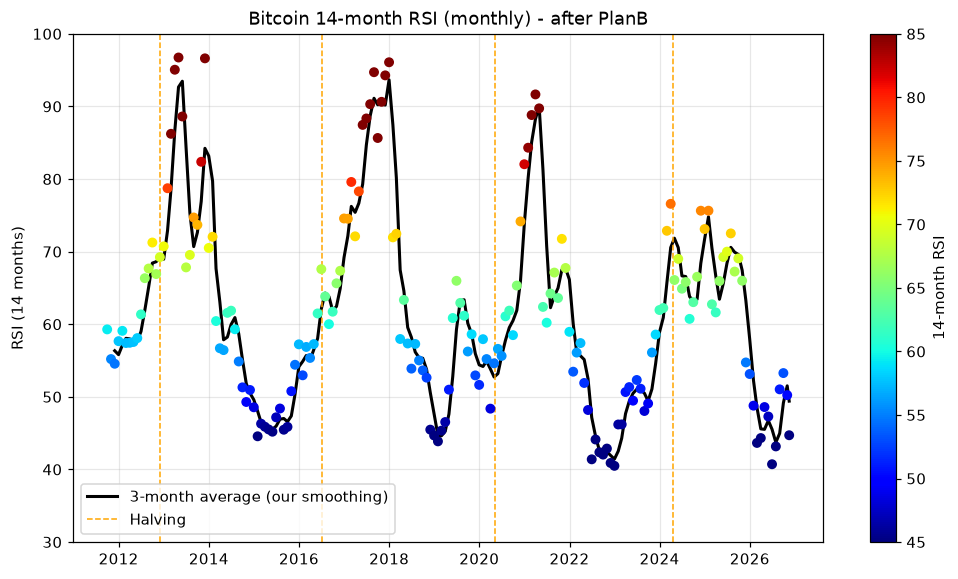 Bitcoin 14-month RSI (monthly) - after PlanB
100
90
80
70
60
50
40
30
RSI (14 months)
3-month average (our smoothing)
Halving
2012 2014 2016 2018 2020 2022 2024 2026
85
80
75
70
65
60
55
50
45
14-month RSI